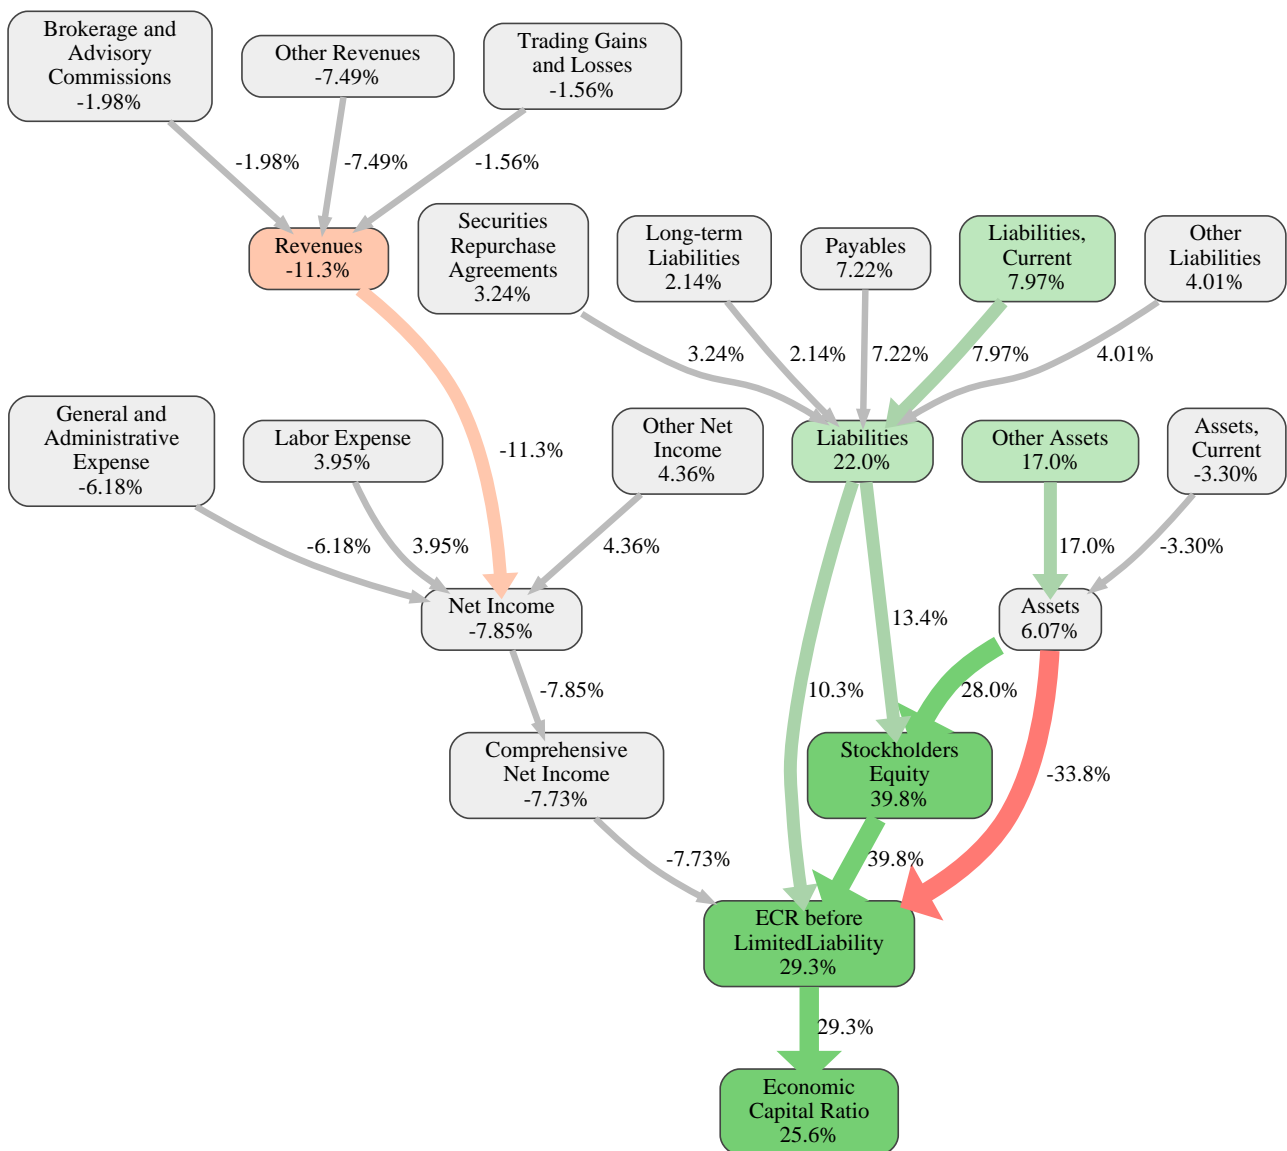 Brokerage and
Advisory
Commissions
-1.98%
Other Revenues
-7.49%
Trading Gains
and Losses
-1.56%
-1.98%
-7.49%
-1.56%
Revenues
-11.3%
Securities
Repurchase
Agreements
3.24%
Long-term
Liabilities
2.14%
Payables
7.22%
Liabilities,
Current
7.97%
Other
Liabilities
4.01%
3.24%
2.14%
7.22%
7.97%
4.01%
General and
Administrative
Expense
-6.18%
Labor Expense
3.95%
-11.3%
Other Net
Income
4.36%
Liabilities
22.0%
Other Assets
17.0%
Assets,
Current
-3.30%
-6.18%
3.95%
4.36%
17.0%
-3.30%
Net Income
-7.85%
Assets
6.07%
13.4%
-7.85%
10.3%
28.0%
Comprehensive
Net Income
-7.73%
Stockholders
Equity
39.8%
-33.8%
-7.73%
39.8%
ECR before
LimitedLiability
29.3%
29.3%
Economic
Capital Ratio
25.6%